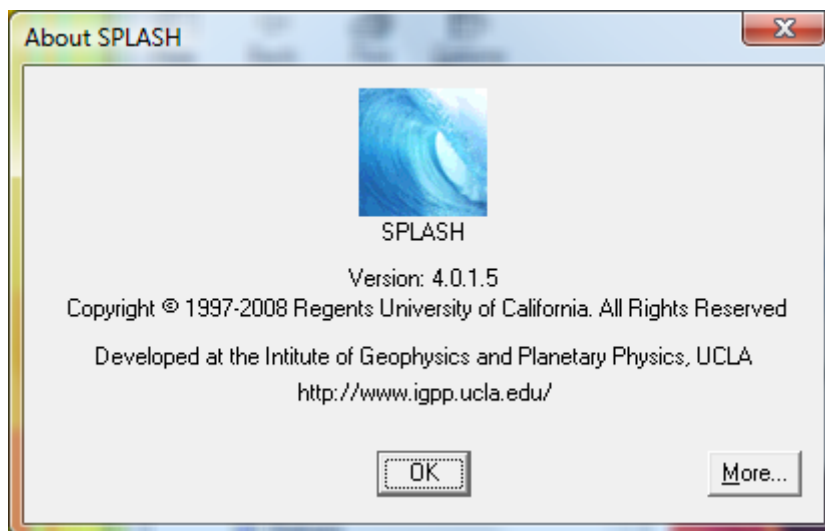 About SPLASH
SPLASH
Version: 4.0.1.5
Copyright © 1997-2008 Regents University of California. All Rights Reserved
Developed at the Intitute of Geophysics and Planetary Physics, UCLA
http://www.igpp.ucla.edu/
OK
More...